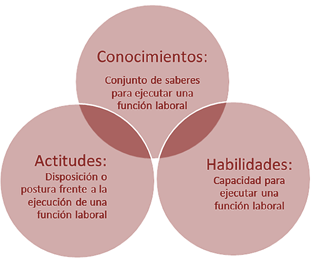 Conocimientos:
Conjunto de saberes
para ejecutar una
función laboral
Actitudes:
Disposición o
postura frente a la
ejecución de una
función laboral
Habilidades:
Capacidad para
ejecutar una
función laboral